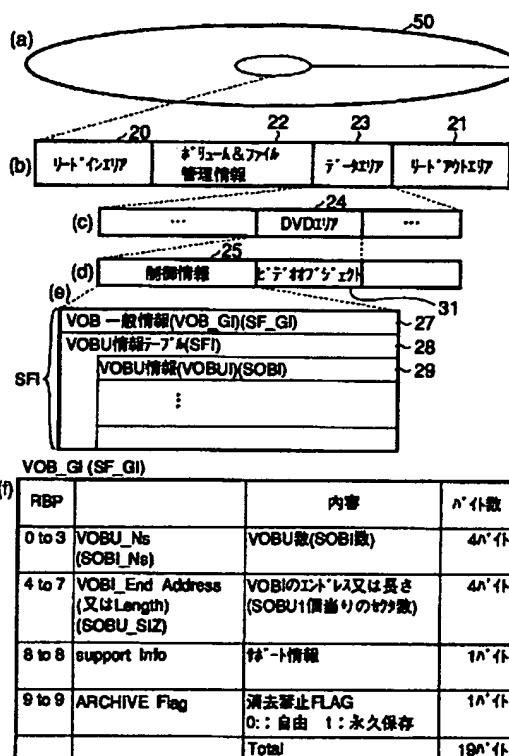 (a)
50
20
22
23
21
(b)
リードインエリア
ボリューム&ファイル
管理情報
データエリア
リードアウトエリア
24
(c)
…
DVDエリア
…
25
(d)
制御情報
ビデオオブジェクト
31
(e)
VOB 一般情報(VOB_GI)(SF_GI)
27
VOBU情報テーブル(SFI)
28
SFI
VOBU情報(VOBUI)(SOBI)
29
⋮
VOB_GI (SF_GI)
(f)
RBP
内容
バイト数
0 to 3
VOBU_Ns
(SOBI_Ns)
VOBU数(SOBI数)
4バイト
4 to 7
VOBI_End Address
(又はLength)
(SOBU_SIZ)
VOBIのエンドレス又は長さ
(SOBU1個当りのセクタ数)
4バイト
8 to 8
support Info
サポート情報
1バイト
9 to 9
ARCHIVE Flag
消去禁止FLAG
0:: 自由 1:永久保存
1バイト
Total
19バイト